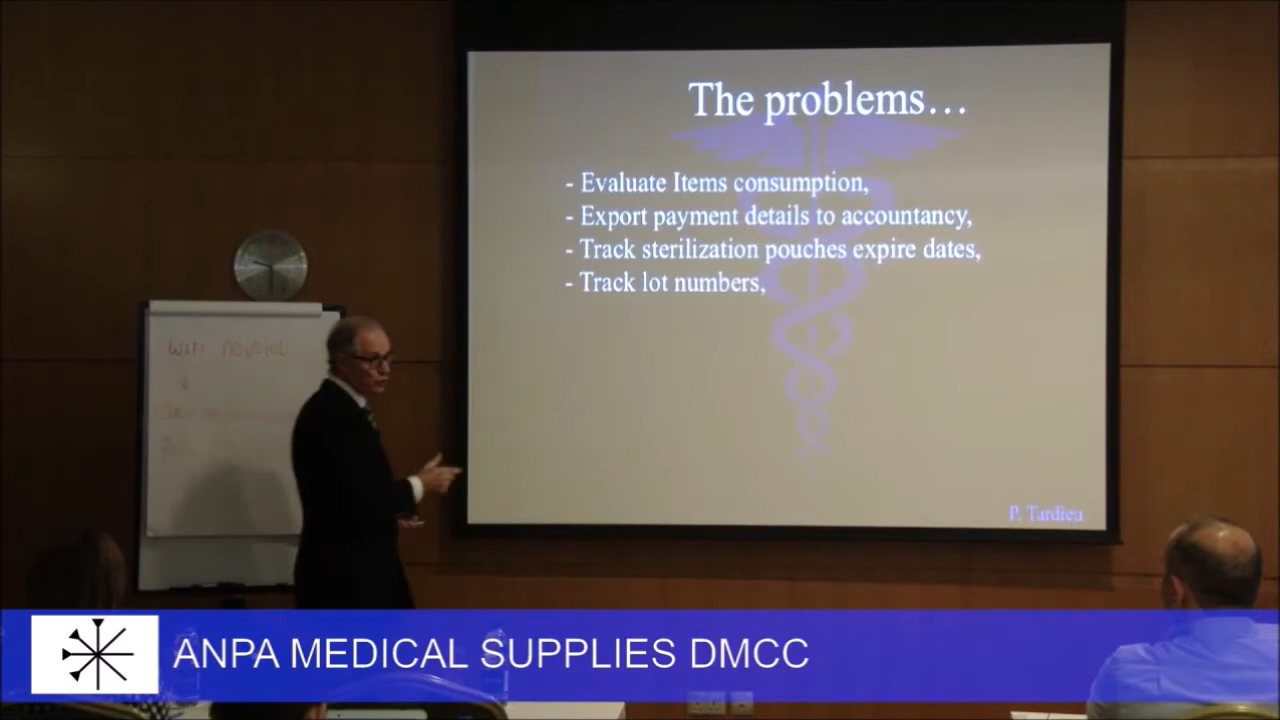 The problems…
- Evaluate Items consumption,
- Export payment details to accountancy,
- Track sterilization pouches expire dates,
- Track lot numbers,
P. Tardieu
WiFi
ANPA MEDICAL SUPPLIES DMCC